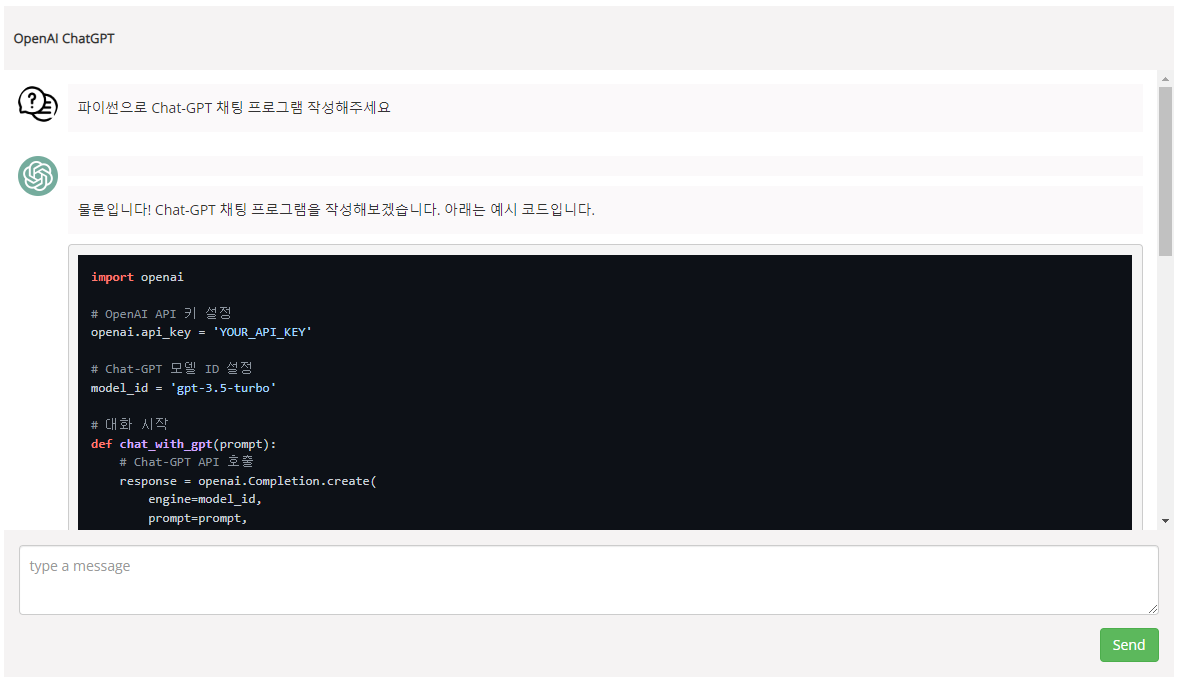 OpenAI ChatGPT
파이썬으로 Chat-GPT 채팅 프로그램 작성해주세요
물론입니다! Chat-GPT 채팅 프로그램을 작성해보겠습니다. 아래는 예시 코드입니다.
import openai
# OpenAI API 키 설정
openai.api_key = 'YOUR_API_KEY'
# Chat-GPT 모델 ID 설정
model_id = 'gpt-3.5-turbo'
# 대화 시작
def chat_with_gpt(prompt):
# Chat-GPT API 호출
response = openai.Completion.create(
engine=model_id,
prompt=prompt,
type a message
Send